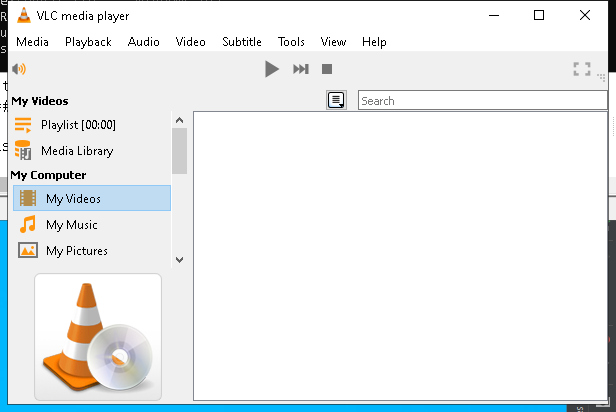 VLC media player
Media Playback Audio Video Subtitle Tools View Help
My Videos
Search
Playlist [00:00]
Media Library
My Computer
My Videos
My Music
My Pictures